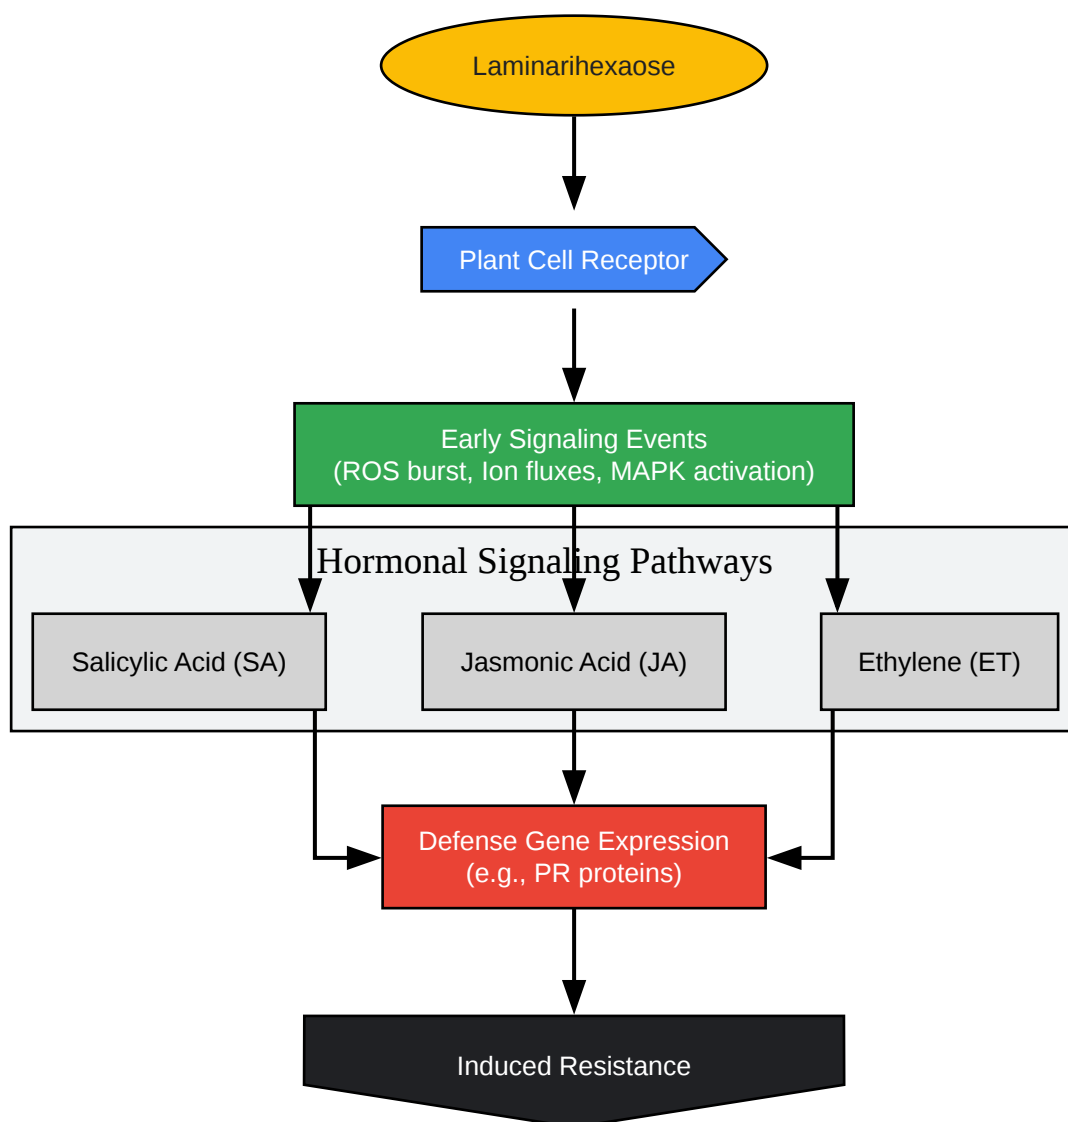 Laminarihexaose
Plant Cell Receptor
Early Signaling Events
(ROS burst, Ion fluxes, MAPK activation)
Hormonal Signaling Pathways
Salicylic Acid (SA)
Jasmonic Acid (JA)
Ethylene (ET)
Defense Gene Expression
(e.g., PR proteins)
Induced Resistance